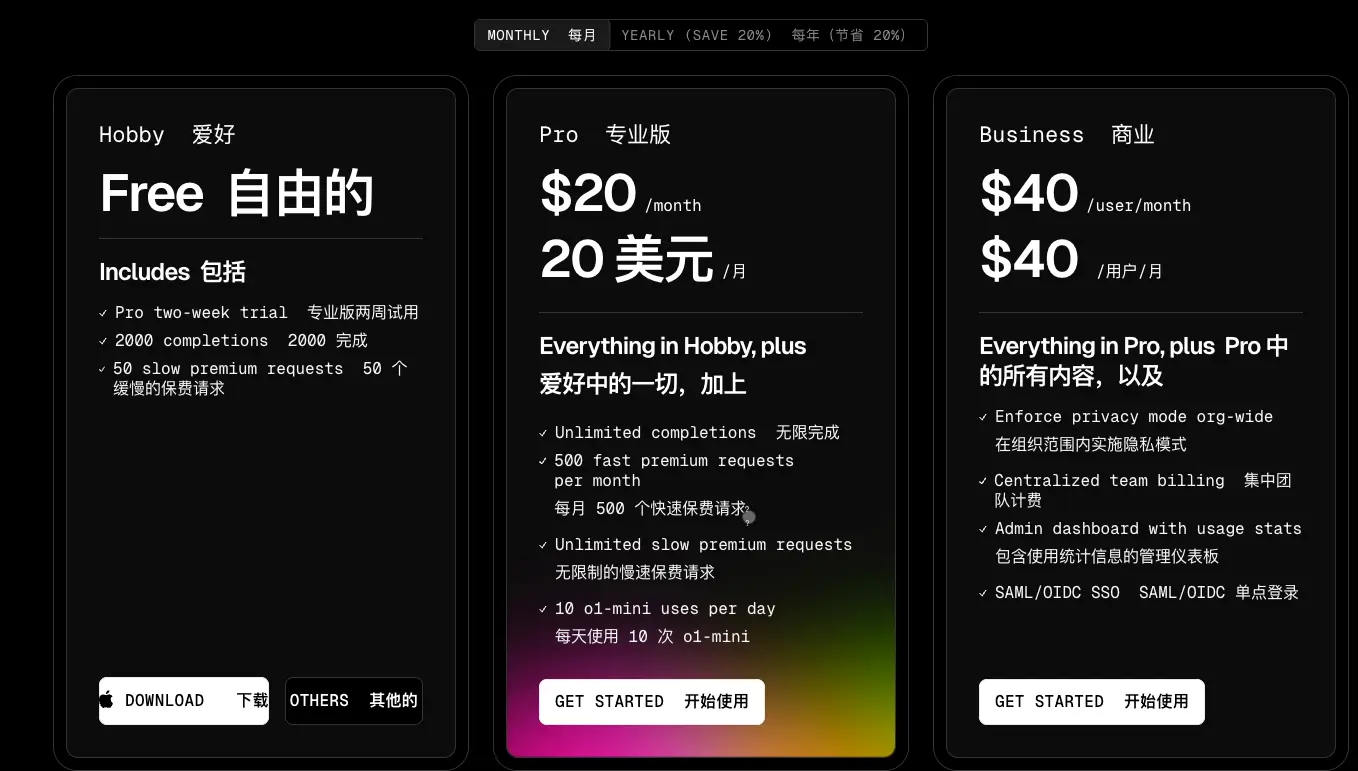 MONTHLY 每月 YEARLY (SAVE 20%) 每年 (节省 20%)
Hobby 爱好
Free 自由的
Includes 包括
✓ Pro two-week trial 专业版两周试用
✓ 2000 completions 2000 完成
✓ 50 slow premium requests 50 个
缓慢的保费请求
DOWNLOAD 下载
OTHERS 其他的
Pro 专业版
$20 /month
20 美元 /月
Everything in Hobby, plus
爱好中的一切，加上
✓ Unlimited completions 无限完成
✓ 500 fast premium requests
per month
每月 500 个快速保费请求
?
?
✓ Unlimited slow premium requests
无限制的慢速保费请求
✓ 10 o1-mini uses per day
每天使用 10 次 o1-mini
GET STARTED 开始使用
Business 商业
$40 /user/month
$40 /用户/月
Everything in Pro, plus Pro 中
的所有内容，以及
✓ Enforce privacy mode org-wide
在组织范围内实施隐私模式
✓ Centralized team billing 集中团
队计费
✓ Admin dashboard with usage stats
包含使用统计信息的管理仪表板
✓ SAML/OIDC SSO SAML/OIDC 单点登录
GET STARTED 开始使用